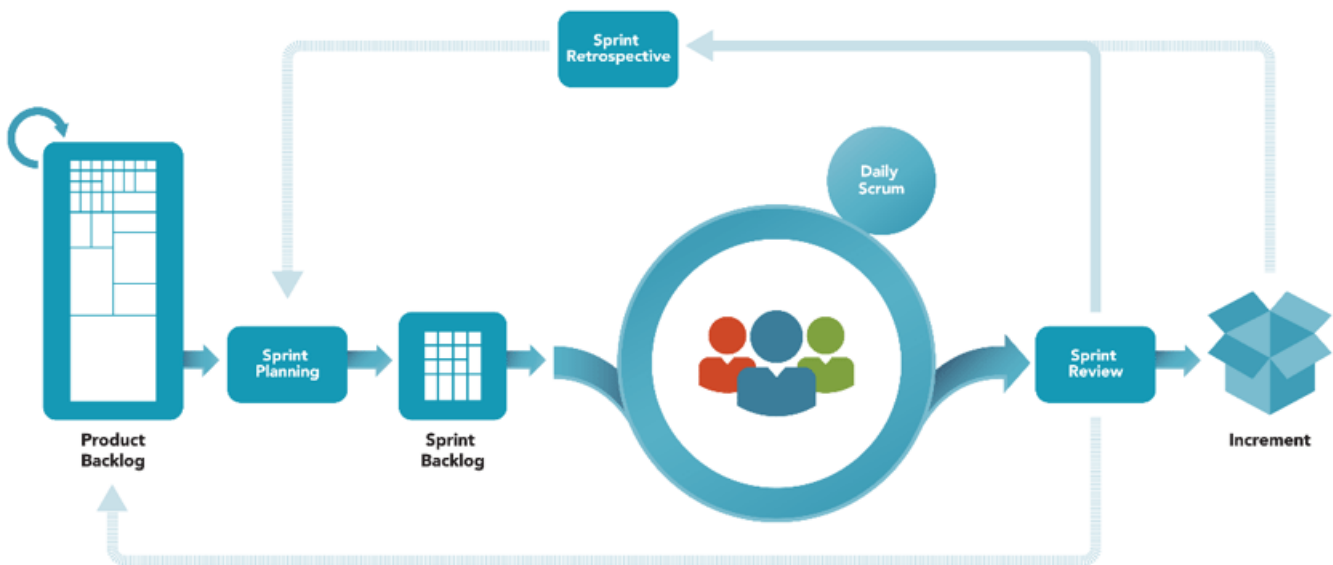 Sprint
Retrospective
Daily
Scrum
Sprint
Planning
Sprint
Review
Product
Backlog
Sprint
Backlog
Increment